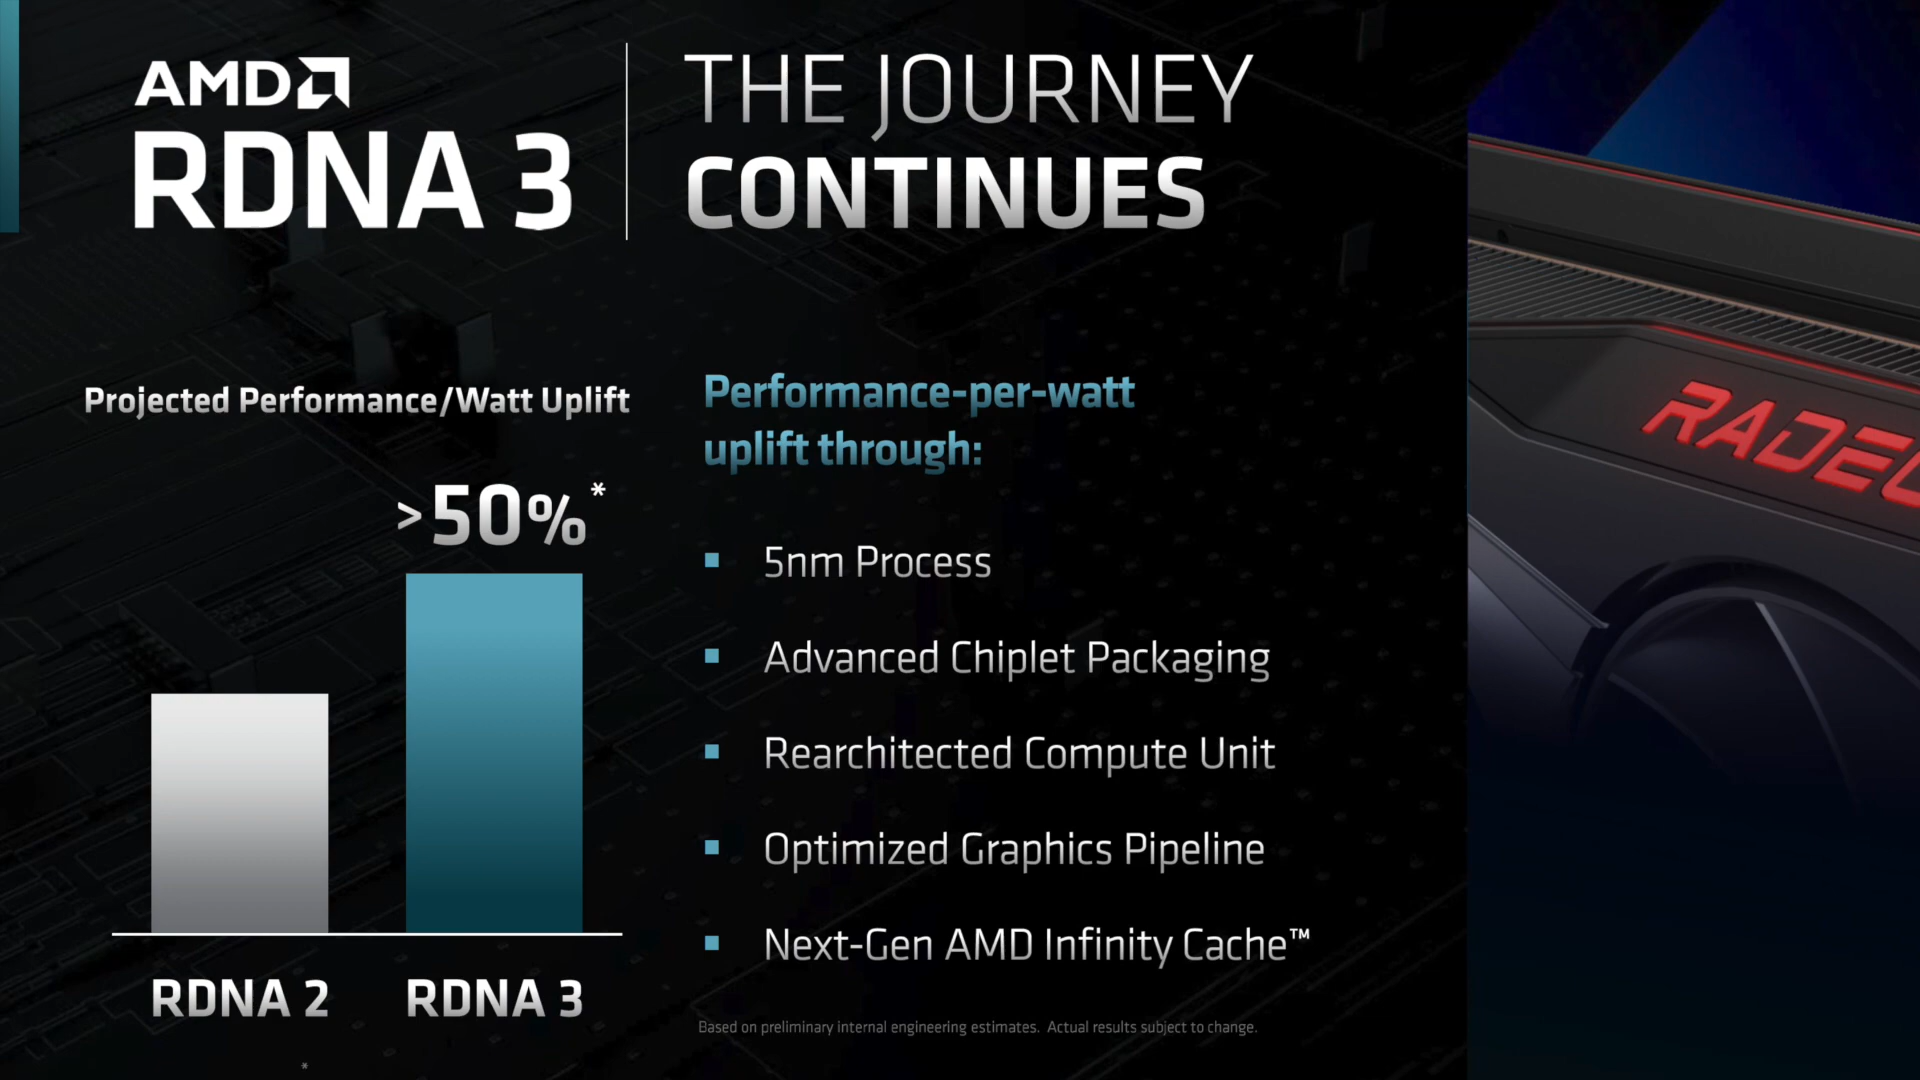 AMD
RDNA 3
THE JOURNEY
CONTINUES
Projected Performance/Watt Uplift
>50%*
RDNA 2
RDNA 3
*
Performance-per-watt
uplift through:
▪ 5nm Process
▪ Advanced Chiplet Packaging
▪ Rearchitected Compute Unit
▪ Optimized Graphics Pipeline
▪ Next-Gen AMD Infinity Cache™
Based on preliminary internal engineering estimates. Actual results subject to change.
RADEO